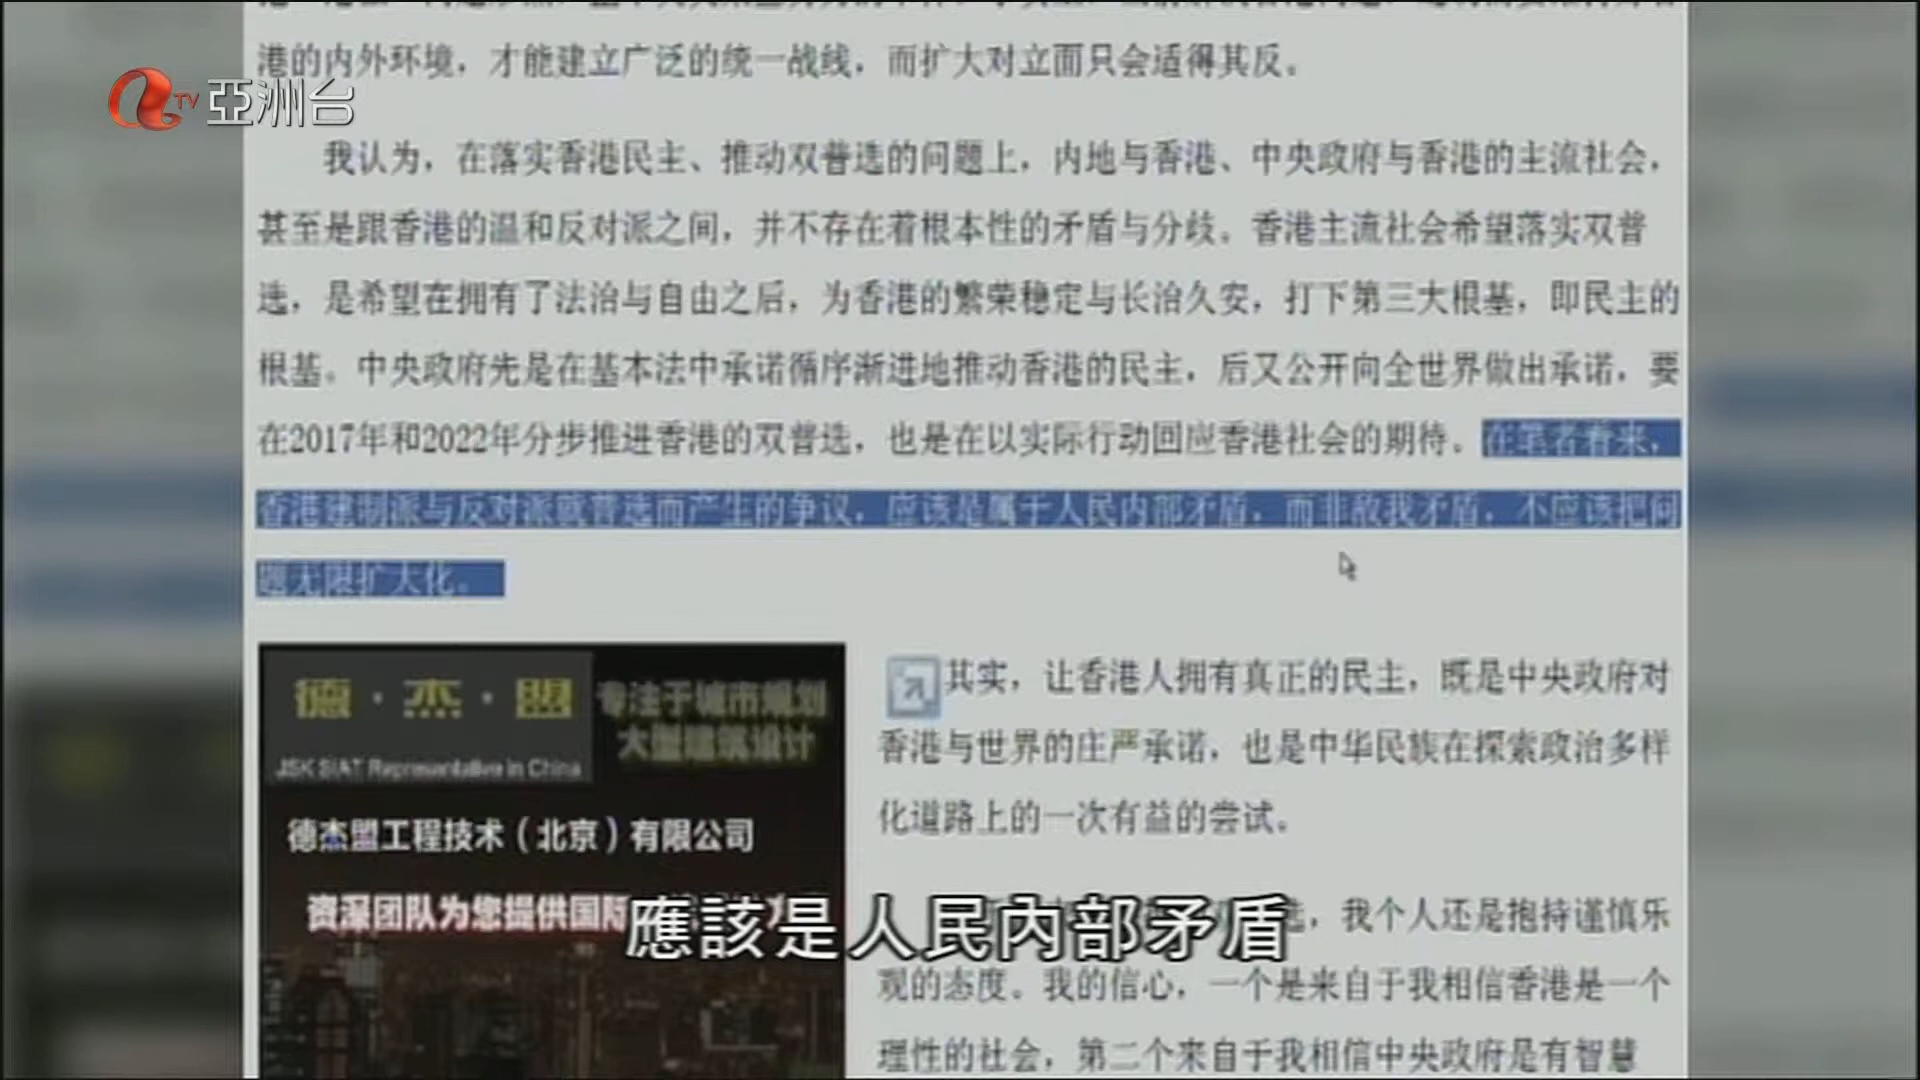 港的内外环境，才能建立广泛的统一战线，而扩大对立面只会适得其反。
TV 亞洲台
我认为，在落实香港民主、推动双普选的问题上，内地与香港、中央政府与香港的主流社会，
甚至是跟香港的温和反对派之间，并不存在着根本性的矛盾与分歧。香港主流社会希望落实双普
选，是希望在拥有了法治与自由之后，为香港的繁荣稳定与长治久安，打下第三大根基，即民主的
根基。中央政府先是在基本法中承诺循序渐进地推动香港的民主，后又公开向全世界做出承诺，要
在2017年和2022年分步推进香港的双普选，也是在以实际行动回应香港社会的期待。在笔者看来，
香港建制派与反对派就普选而产生的争议，应该是属于人民内部矛盾，而非敌我矛盾，不应该把问
题无限扩大化。
德·杰·盟
专注于城市规划
大型建筑设计
JSK SIAT Representative in China
德杰盟工程技术（北京）有限公司
资深团队为您提供国际
其实，让香港人拥有真正的民主，既是中央政府对
香港与世界的庄严承诺，也是中华民族在探索政治多样
化道路上的一次有益的尝试。
选，我个人还是抱持谨慎乐
观的态度。我的信心，一个是来自于我相信香港是一个
理性的社会，第二个来自于我相信中央政府是有智慧
應該是人民內部矛盾